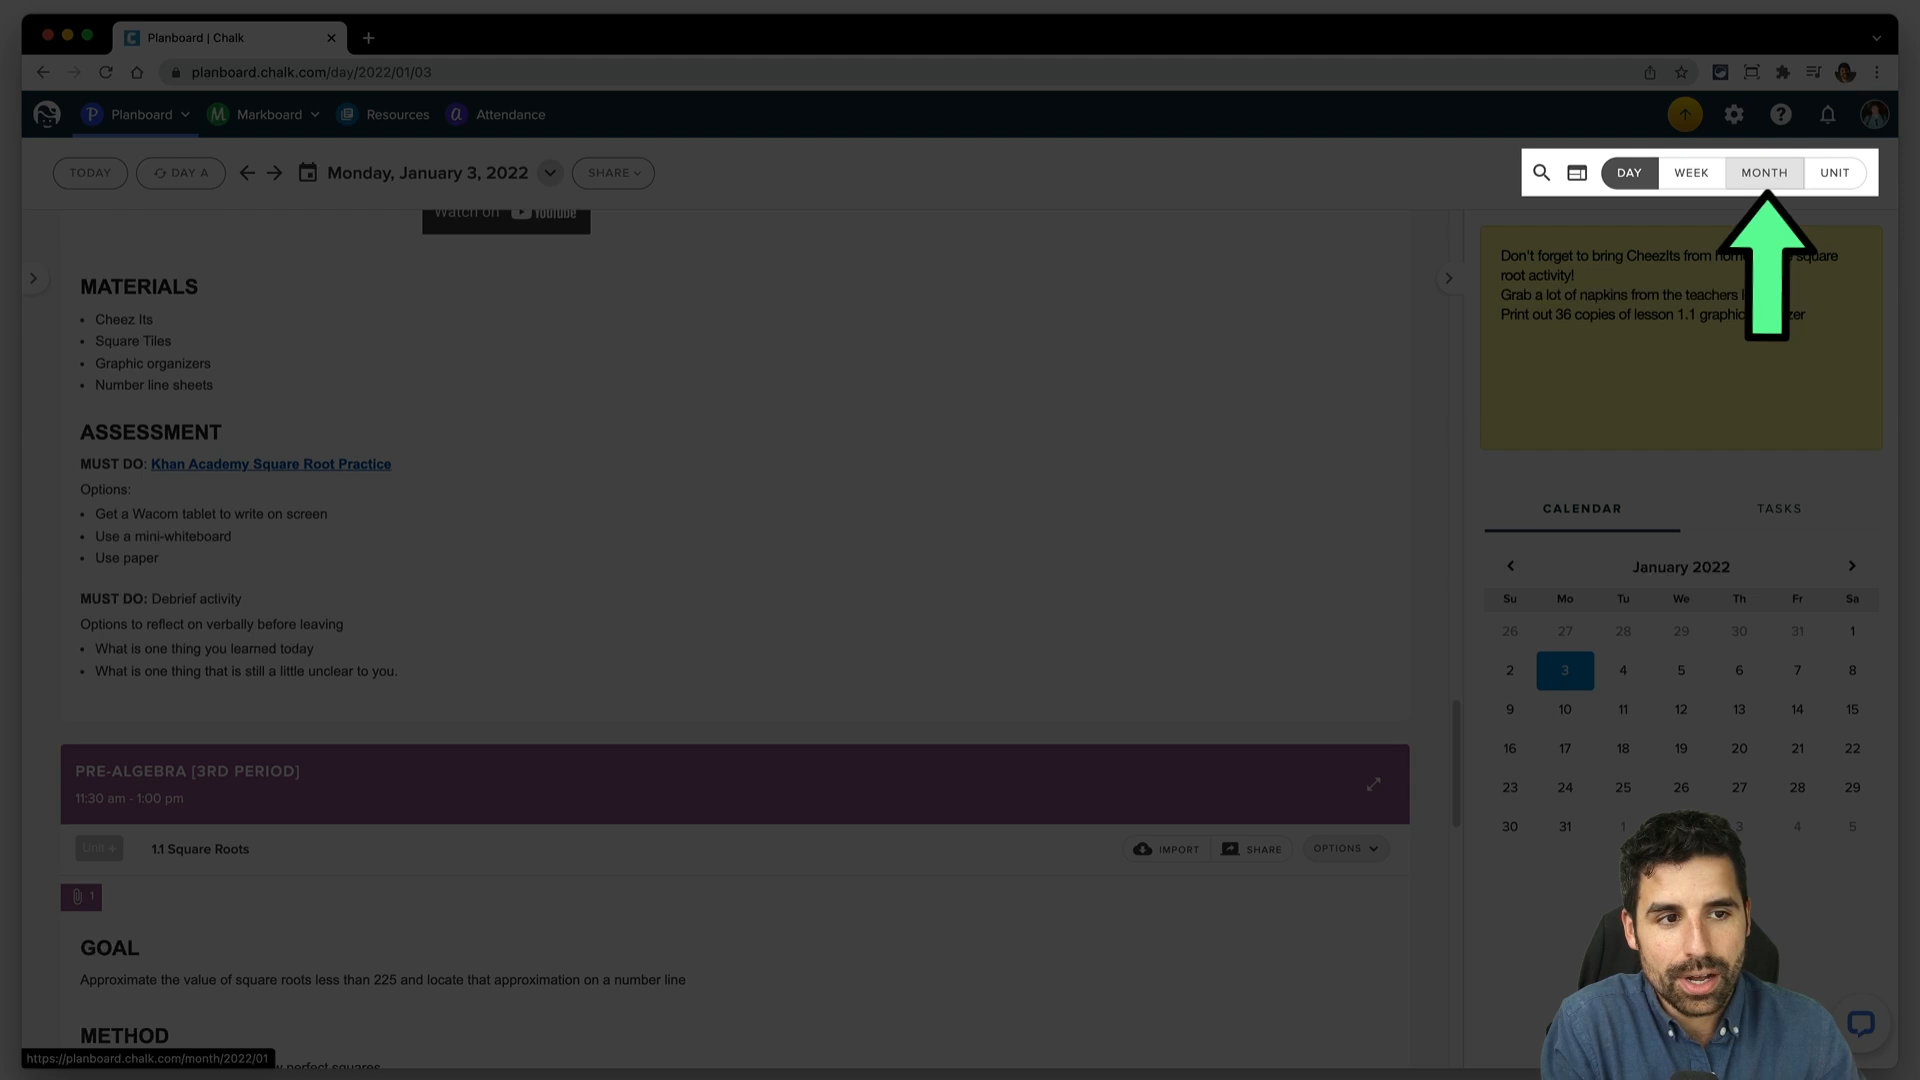 Planboard | Chalk
planboard.chalk.com/day/2022/01/03
Planboard
Markboard
Resources
Attendance
TODAY
DAY A
Monday, January 3, 2022
SHARE
DAY
WEEK
MONTH
UNIT
Watch on YouTube
MATERIALS
• Cheez Its
• Square Tiles
• Graphic organizers
• Number line sheets
ASSESSMENT
MUST DO: Khan Academy Square Root Practice
Options:
• Get a Wacom tablet to write on screen
• Use a mini-whiteboard
• Use paper
MUST DO: Debrief activity
Options to reflect on verbally before leaving
• What is one thing you learned today
• What is one thing that is still a little unclear to you.
PRE-ALGEBRA [3RD PERIOD]
11:30 am - 1:00 pm
Unit +
1.1 Square Roots
IMPORT
SHARE
OPTIONS
1
GOAL
Approximate the value of square roots less than 225 and locate that approximation on a number line
METHOD
perfect squares
https://planboard.chalk.com/month/2022/01
Don't forget to bring CheezIts from square
root activity!
Grab a lot of napkins from the teachers
Print out 36 copies of lesson 1.1
CALENDAR
TASKS
January 2022
Su Mo Tu We Th Fr Sa
26 27 28 29 30 31 1
2 3 4 5 6 7 8
9 10 11 12 13 14 15
16 17 18 19 20 21 22
23 24 25 26 27 28 29
30 31 1 3 4 5